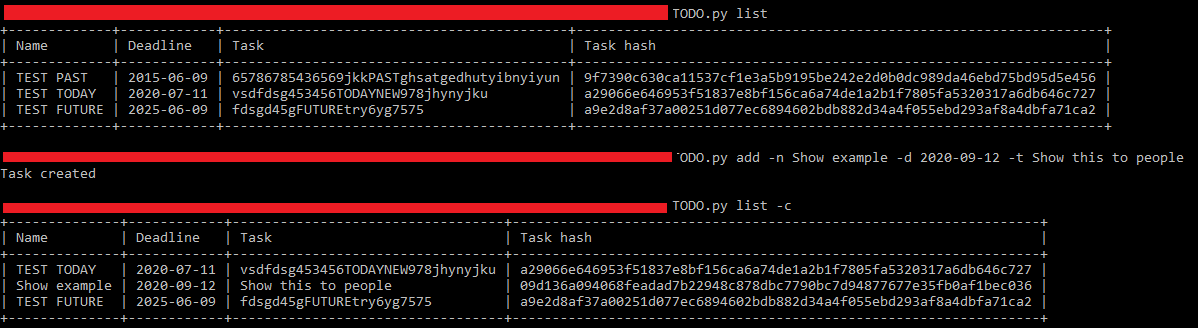 TODO.py list
+-------------+------------+-------------------------------------------+------------------------------------------------------------------+
| Name        | Deadline   | Task                                      | Task hash                                                        |
+-------------+------------+-------------------------------------------+------------------------------------------------------------------+
| TEST PAST   | 2015-06-09 | 65786785436569jkkPASTghsatgedhutyibnyiyun | 9f7390c630ca11537cf1e3a5b9195be242e2d0b0dc989da46ebd75bd95d5e456 |
| TEST TODAY  | 2020-07-11 | vsdfdsg453456TODAYNEW978jhynyjku          | a29066e646953f51837e8bf156ca6a74de1a2b1f7805fa5320317a6db646c727 |
| TEST FUTURE | 2025-06-09 | fdsgd45gFUTUREtry6yg7575                  | a9e2d8af37a00251d077ec6894602bdb882d34a4f055ebd293af8a4dbfa71ca2 |
+-------------+------------+-------------------------------------------+------------------------------------------------------------------+
TODO.py add -n Show example -d 2020-09-12 -t Show this to people
Task created
TODO.py list -c
+--------------+------------+----------------------------------+------------------------------------------------------------------+
| Name         | Deadline   | Task                             | Task hash                                                        |
+--------------+------------+----------------------------------+------------------------------------------------------------------+
| TEST TODAY   | 2020-07-11 | vsdfdsg453456TODAYNEW978jhynyjku | a29066e646953f51837e8bf156ca6a74de1a2b1f7805fa5320317a6db646c727 |
| Show example | 2020-09-12 | Show this to people              | 09d136a094068feadad7b22948c878dbc7790bc7d94877677e35fb0af1bec036 |
| TEST FUTURE  | 2025-06-09 | fdsgd45gFUTUREtry6yg7575         | a9e2d8af37a00251d077ec6894602bdb882d34a4f055ebd293af8a4dbfa71ca2 |
+--------------+------------+----------------------------------+------------------------------------------------------------------+